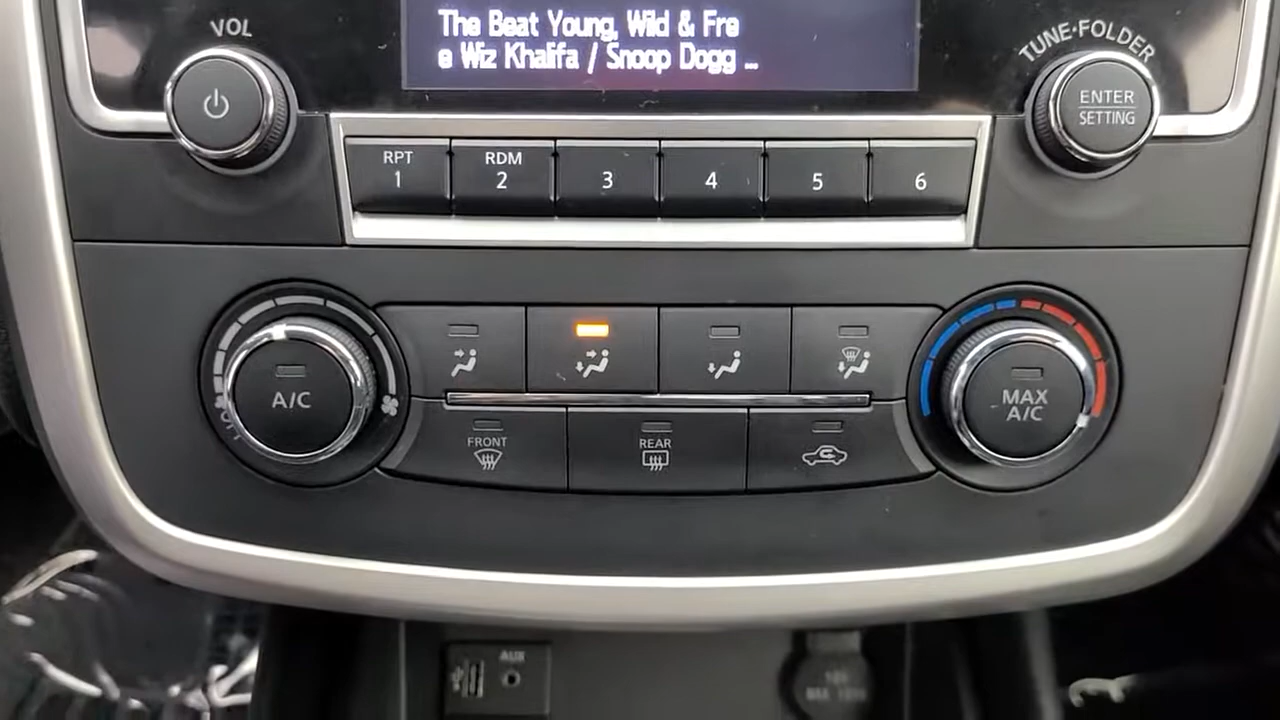 The Beat Young, Wild & Fre
e Wiz Khalifa / Snoop Dogg ...
VOL
TUNE·FOLDER
ENTER
SETTING
RPT
1
RDM
2
3
4
5
6
A/C
OFF
MAX
A/C
FRONT
REAR
AUX